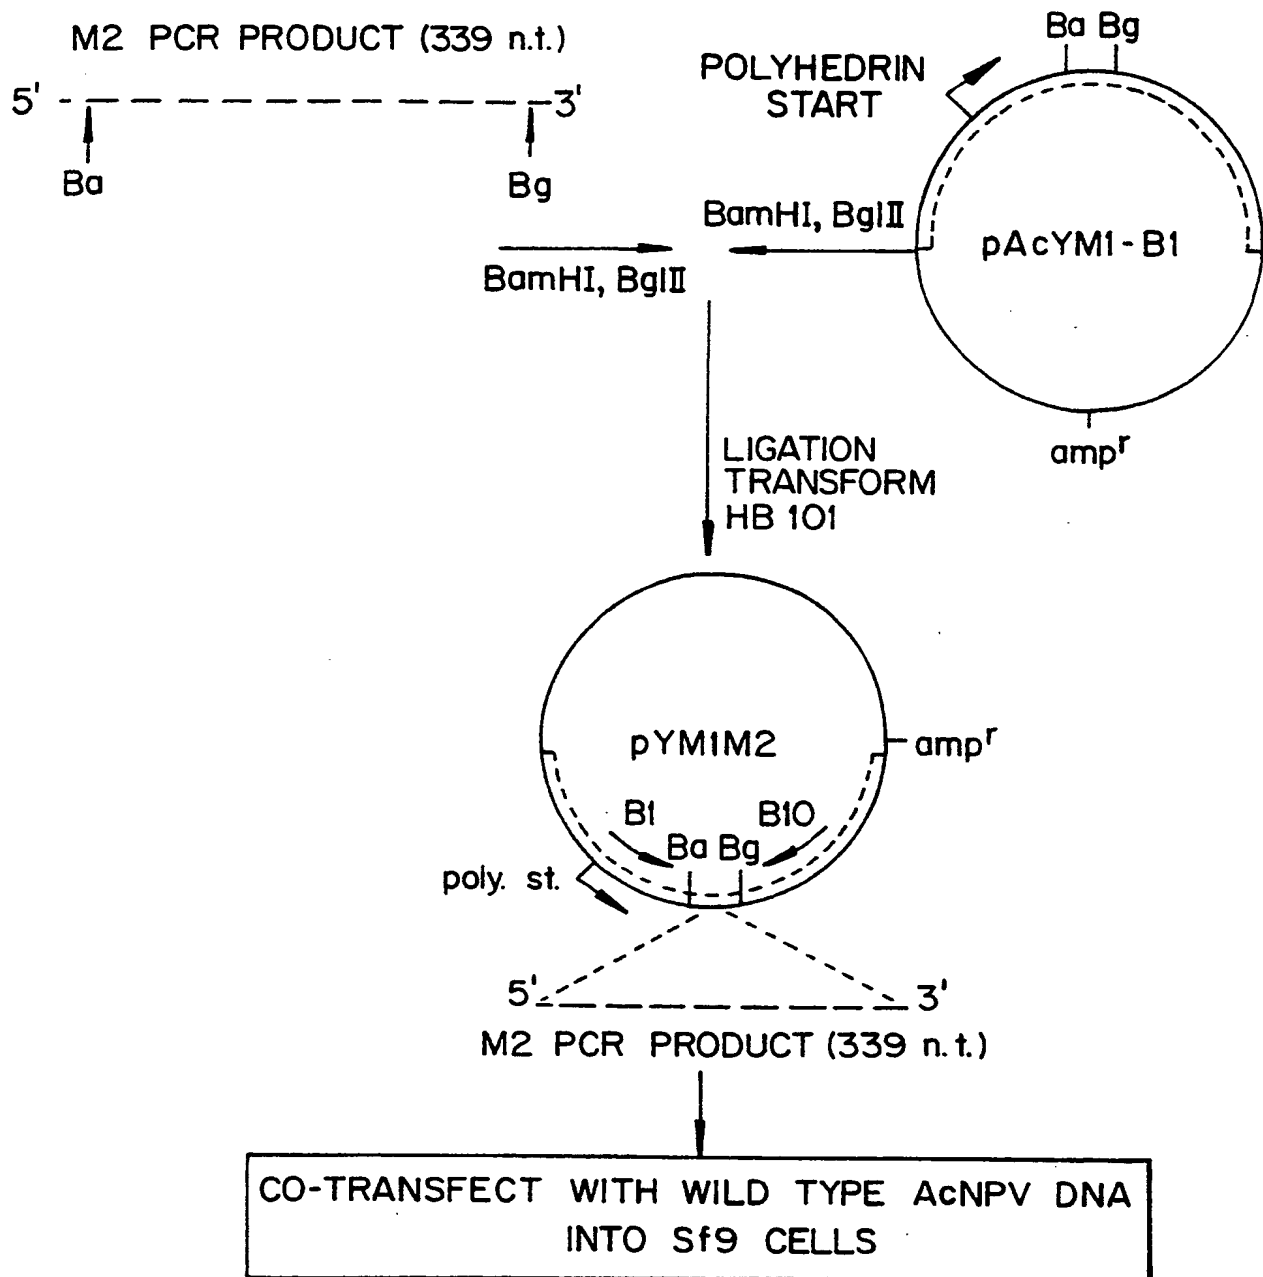 M2 PCR PRODUCT (339 n.t.)
5' 3'
Ba
Bg
Ba Bg
POLYHEDRIN
START
pAcYM1-B1
ampʳ
BamHI, BglII
BamHI, BglII
LIGATION
TRANSFORM
HB 101
pYM1M2
ampʳ
B1
B10
Ba Bg
poly. st.
5' 3'
M2 PCR PRODUCT (339 n.t.)
CO-TRANSFECT WITH WILD TYPE AcNPV DNA
INTO Sf9 CELLS